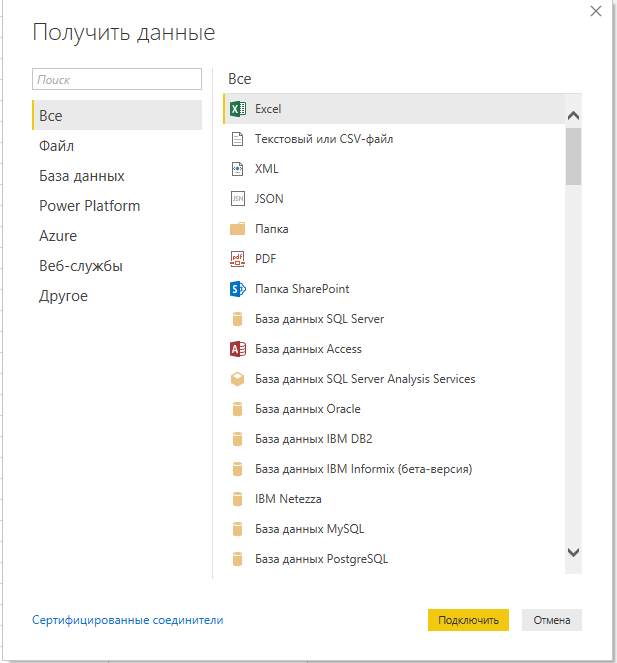 Получить данные
Поиск
Все
Файл
База данных
Power Platform
Azure
Веб-службы
Другое
Все
Excel
Текстовый или CSV-файл
XML
JSON
Папка
PDF
Папка SharePoint
База данных SQL Server
База данных Access
База данных SQL Server Analysis Services
База данных Oracle
База данных IBM DB2
База данных IBM Informix (бета-версия)
IBM Netezza
База данных MySQL
База данных PostgreSQL
Сертифицированные соединители
Подключить
Отмена